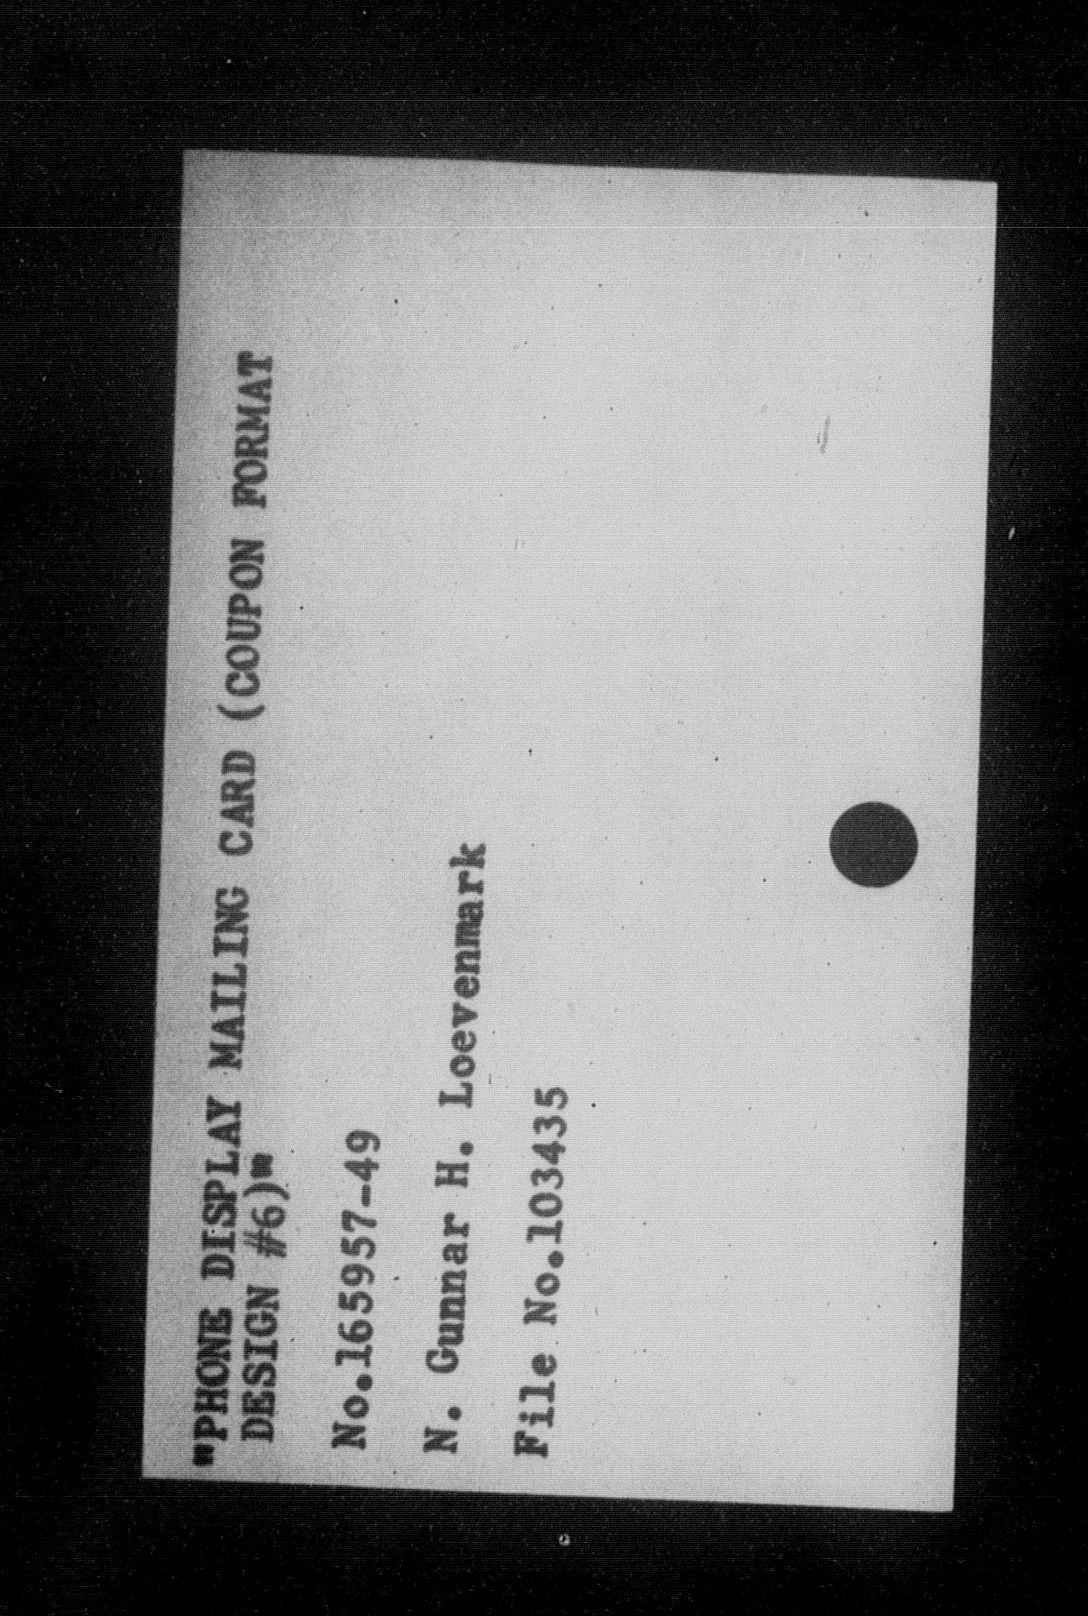 "PHONE DISPLAY MAILING CARD (COUPON FORMAT
DESIGN #6)"
No.165957-49
N. Gunnar H. Loevenmark
File No.103435